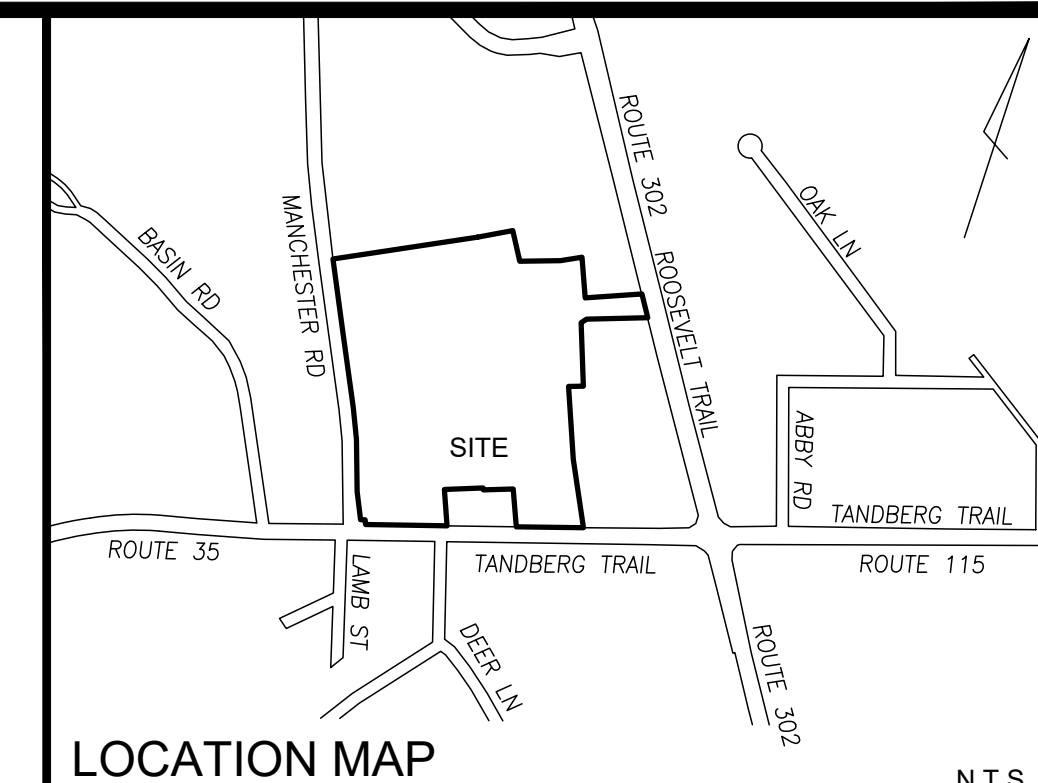 ROUTE 302
OAK LN
MANCHESTER RD
BASIN RD
ROOSEVELT TRAIL
ABBY RD
SITE
TANDBERG TRAIL
ROUTE 35
TANDBERG TRAIL
ROUTE 115
LAMB ST
DEER LN
ROUTE 302
LOCATION MAP
N.T.S.